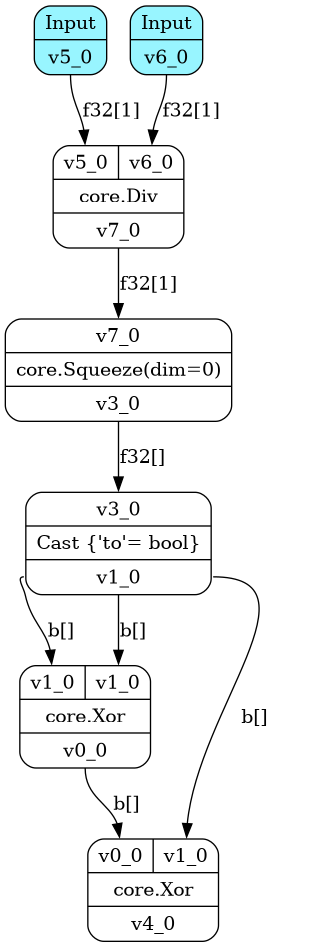 Input
v5_0
Input
v6_0
f32[1]
f32[1]
v5_0 v6_0
core.Div
v7_0
f32[1]
v7_0
core.Squeeze(dim=0)
v3_0
f32[]
v3_0
Cast {'to'= bool}
v1_0
b[]
b[]
v1_0 v1_0
core.Xor
v0_0
b[]
b[]
v0_0 v1_0
core.Xor
v4_0